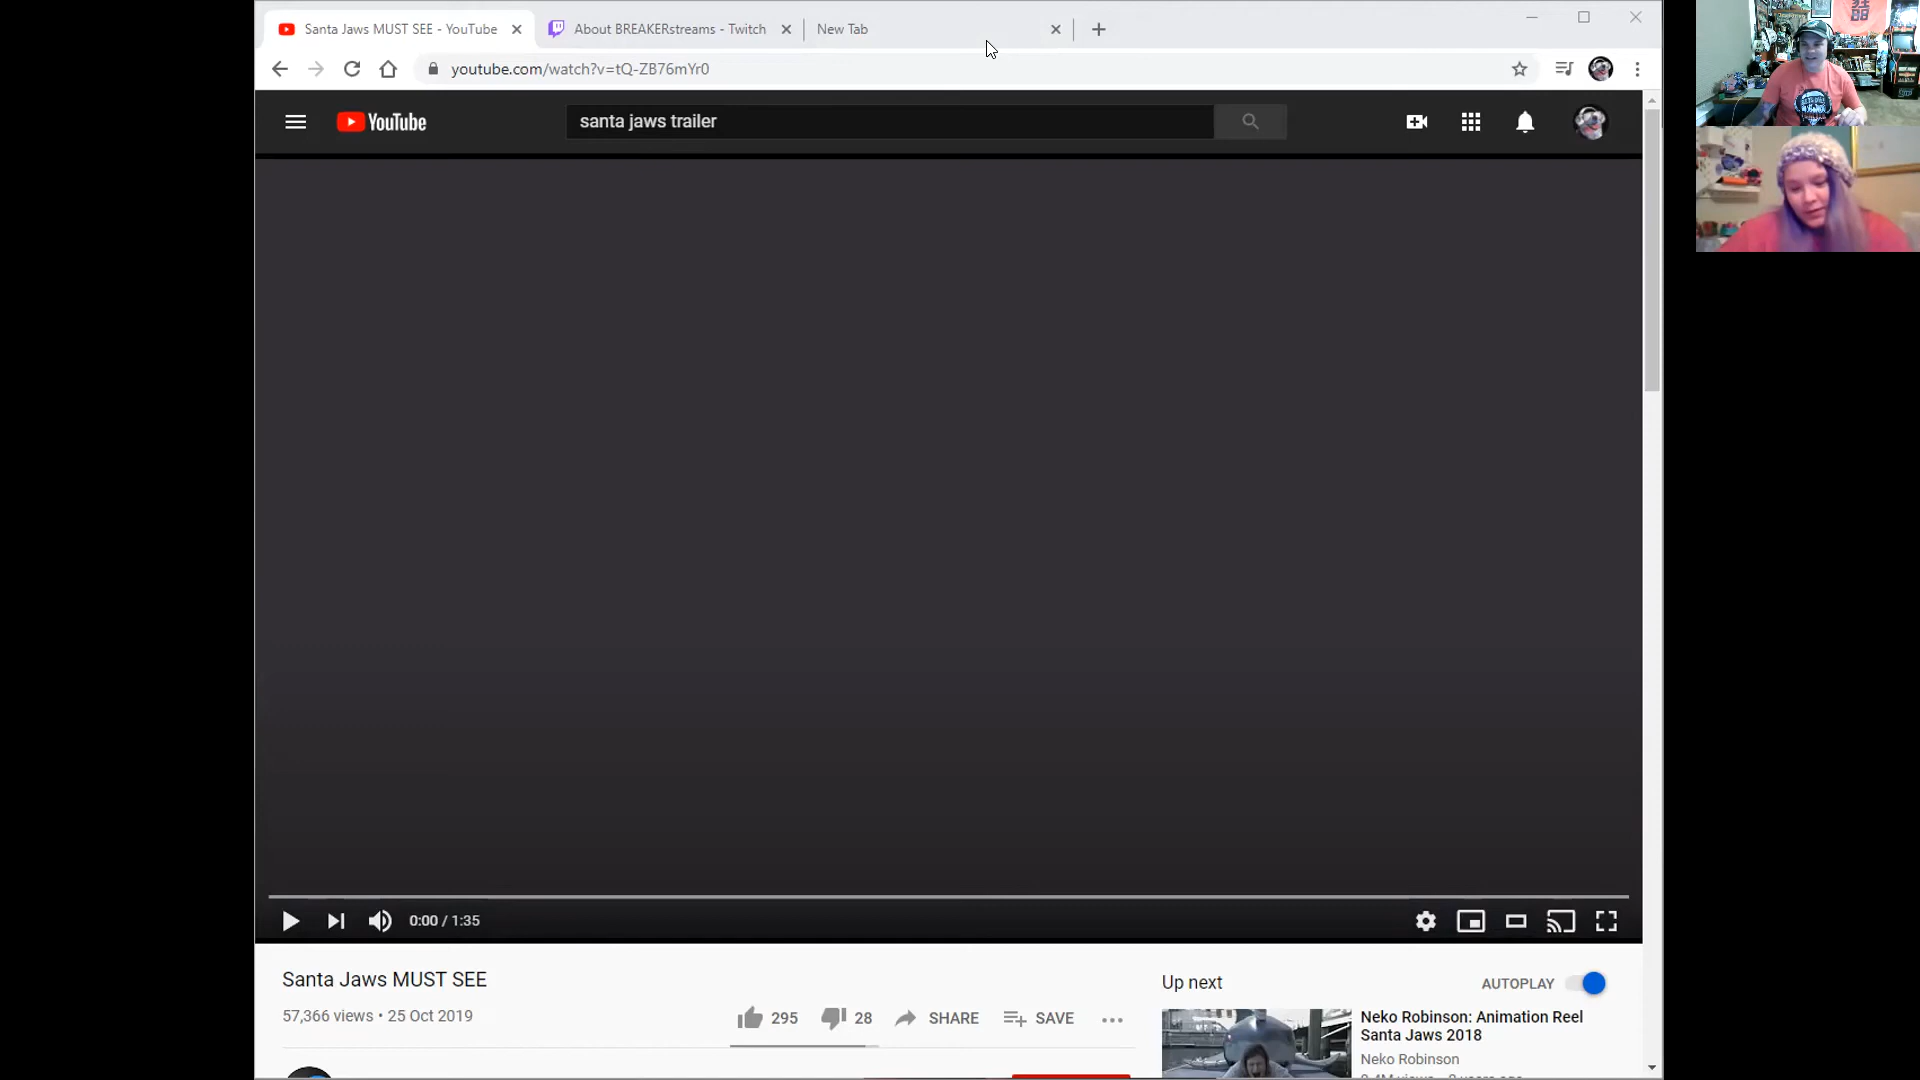 Santa Jaws MUST SEE - YouTube
About BREAKERstreams - Twitch
New Tab
youtube.com/watch?v=tQ-ZB76mYr0
YouTube
santa jaws trailer
0:00 / 1:35
Santa Jaws MUST SEE
57,366 views • 25 Oct 2019
295
28
SHARE
SAVE
Up next
AUTOPLAY
Neko Robinson: Animation Reel
Santa Jaws 2018
Neko Robinson